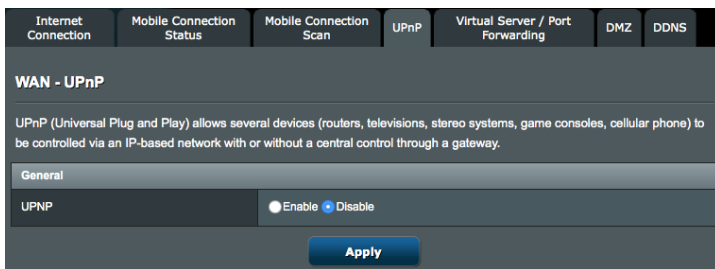 Internet Connection
Mobile Connection Status
Mobile Connection Scan
UPnP
Virtual Server / Port Forwarding
DMZ
DDNS
WAN - UPnP
UPnP (Universal Plug and Play) allows several devices (routers, televisions, stereo systems, game consoles, cellular phone) to
be controlled via an IP-based network with or without a central control through a gateway.
General
UPNP
Enable Disable
Apply